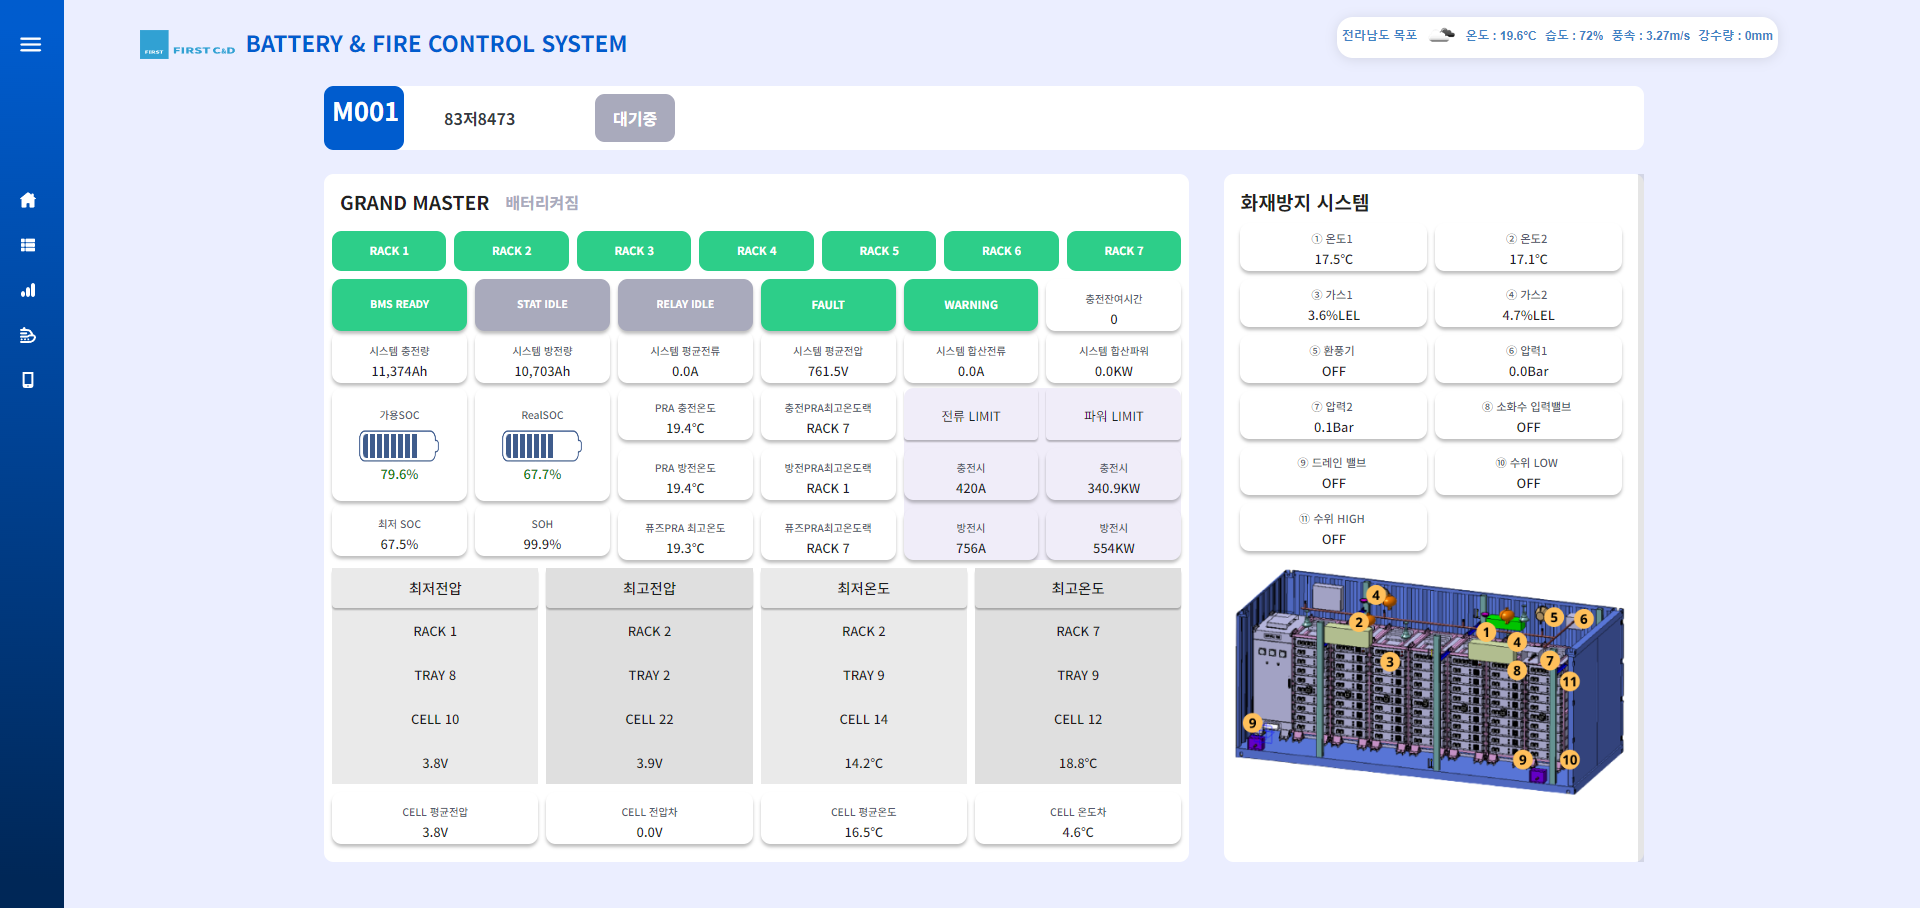 FIRST
FIRST C&D
BATTERY & FIRE CONTROL SYSTEM
전라남도 목포 온도 : 19.6℃ 습도 : 72% 풍속 : 3.27m/s 강수량 : 0mm
M001
83저8473
대기중
GRAND MASTER 배터리켜짐
RACK 1 RACK 2 RACK 3 RACK 4 RACK 5 RACK 6 RACK 7
BMS READY STAT IDLE RELAY IDLE FAULT WARNING
충전잔여시간
0
시스템 충전량 시스템 방전량 시스템 평균전류 시스템 평균전압 시스템 합산전류 시스템 합산파워
11,374Ah 10,703Ah 0.0A 761.5V 0.0A 0.0KW
가용SOC
79.6%
RealSOC
67.7%
PRA 충전온도
19.4℃
충전PRA최고온도랙
RACK 7
전류 LIMIT
파워 LIMIT
PRA 방전온도
19.4℃
방전PRA최고온도랙
RACK 1
충전시
420A
충전시
340.9KW
최저 SOC
67.5%
SOH
99.9%
퓨즈PRA 최고온도
19.3℃
퓨즈PRA최고온도랙
RACK 7
방전시
756A
방전시
554KW
최저전압 최고전압 최저온도 최고온도
RACK 1 RACK 2 RACK 2 RACK 7
TRAY 8 TRAY 2 TRAY 9 TRAY 9
CELL 10 CELL 22 CELL 14 CELL 12
3.8V 3.9V 14.2℃ 18.8℃
CELL 평균전압 CELL 전압차 CELL 평균온도 CELL 온도차
3.8V 0.0V 16.5℃ 4.6℃
화재방지 시스템
① 온도1 ② 온도2
17.5℃ 17.1℃
③ 가스1 ④ 가스2
3.6%LEL 4.7%LEL
⑤ 환풍기 ⑥ 압력1
OFF 0.0Bar
⑦ 압력2 ⑧ 소화수 입력밸브
0.1Bar OFF
⑨ 드레인 밸브 ⑩ 수위 LOW
OFF OFF
⑪ 수위 HIGH
OFF
4
2
5
6
1
4
3
7
8
11
9
9
10